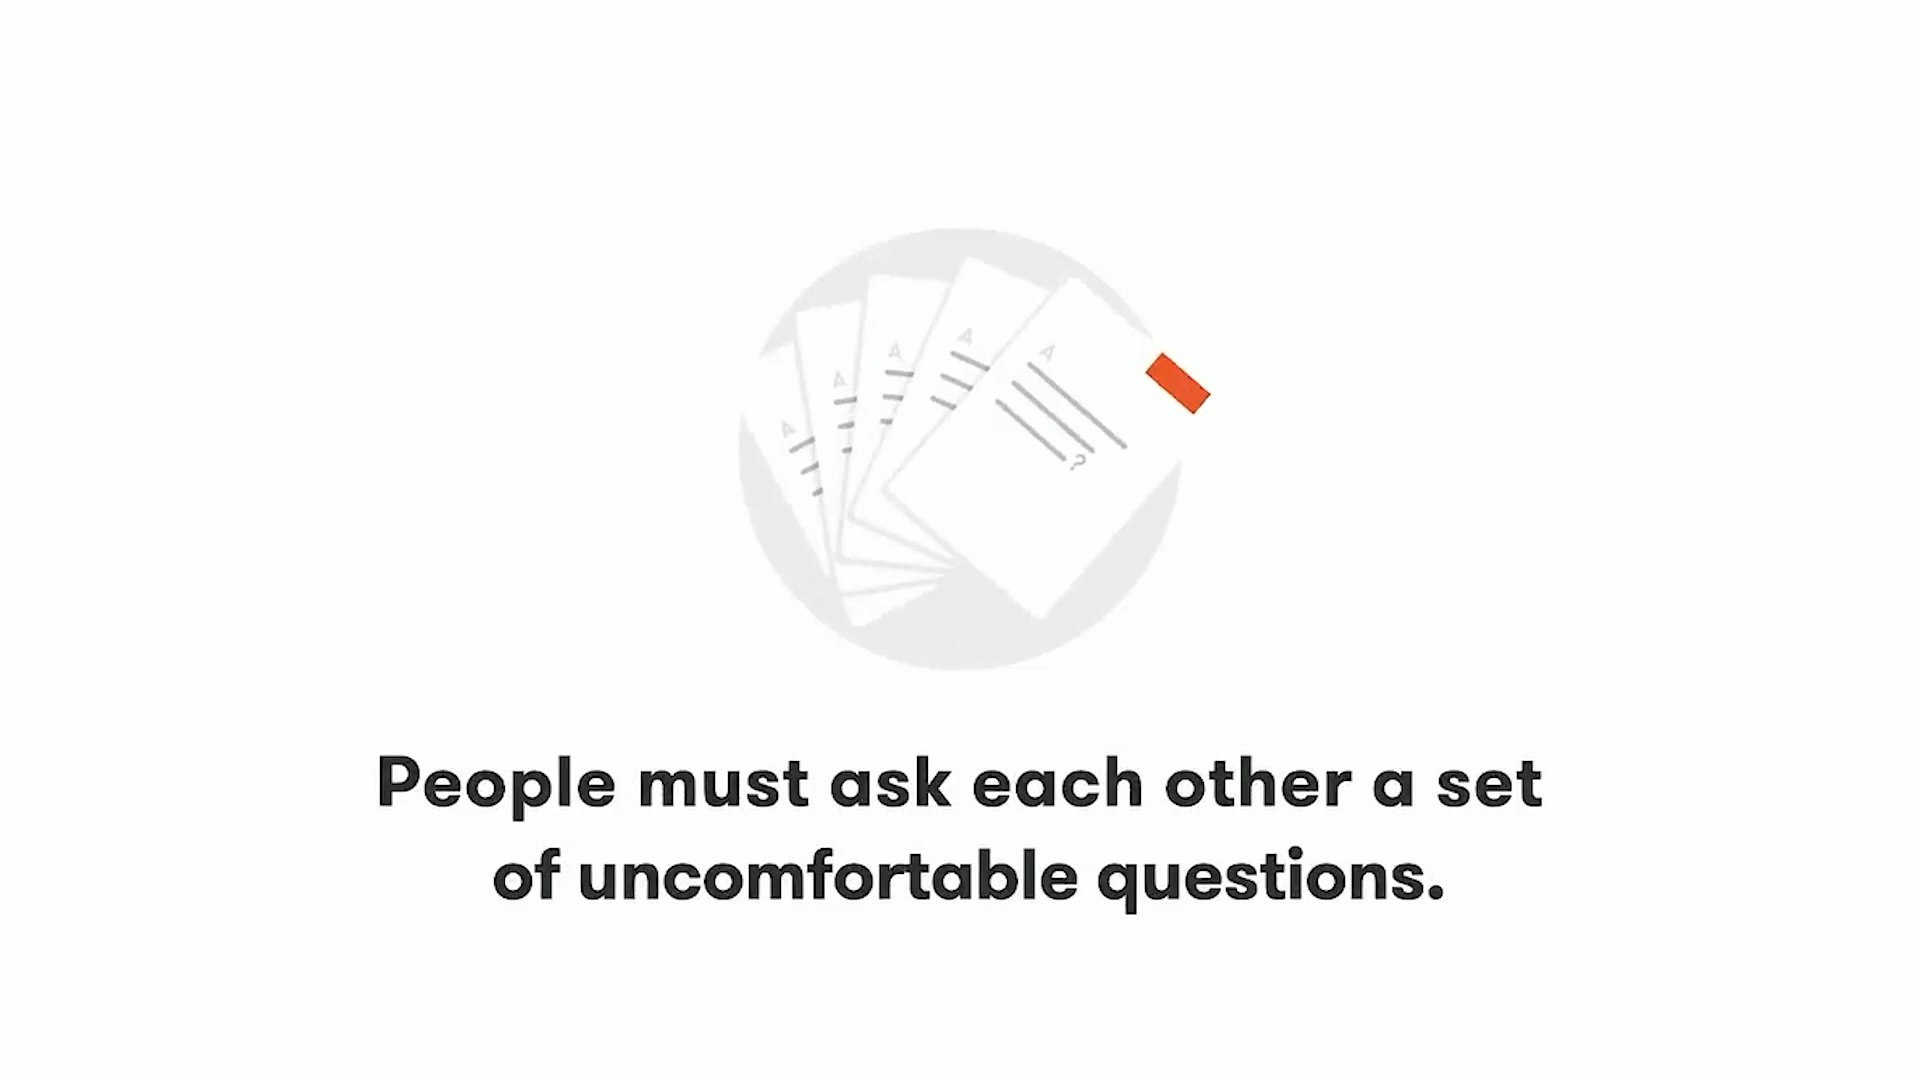 A
A
A
A
A
?
People must ask each other a set
of uncomfortable questions.